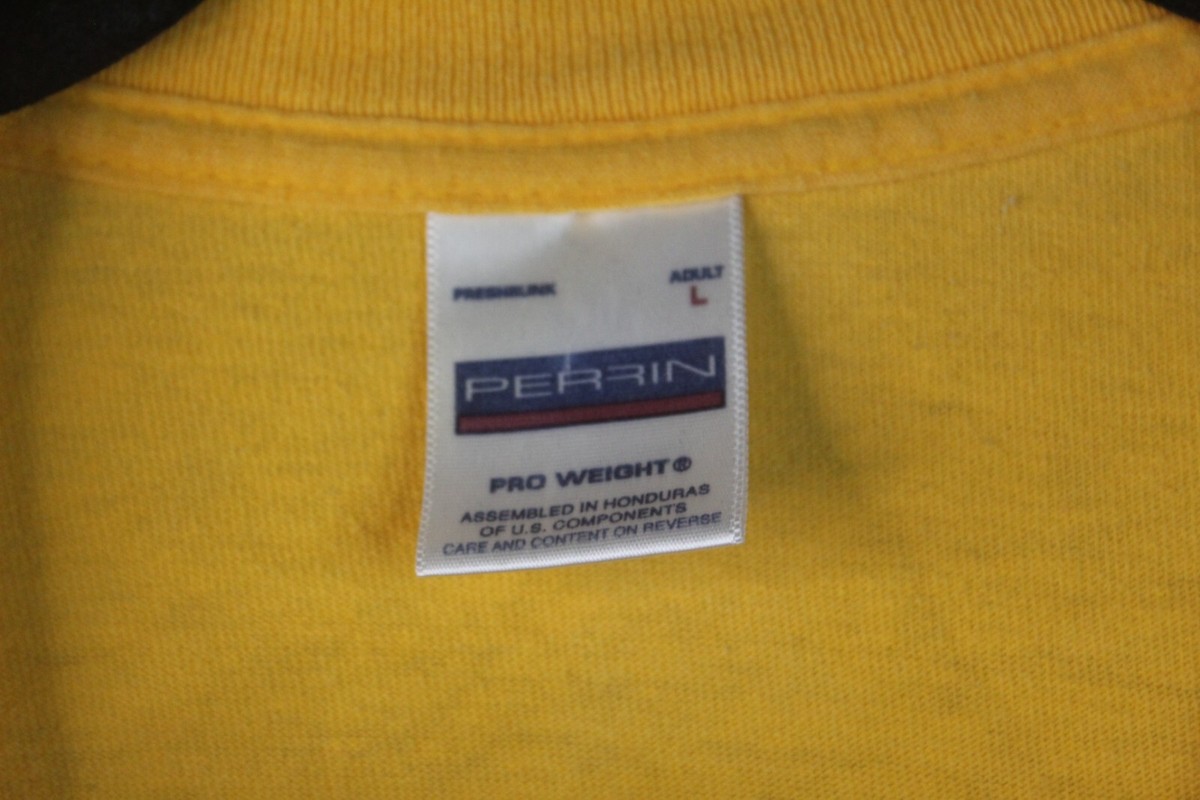 PRESHRUNK
ADULT
L
PERRIN
PRO WEIGHT®
ASSEMBLED IN HONDURAS
OF U.S. COMPONENTS
CARE AND CONTENT ON REVERSE